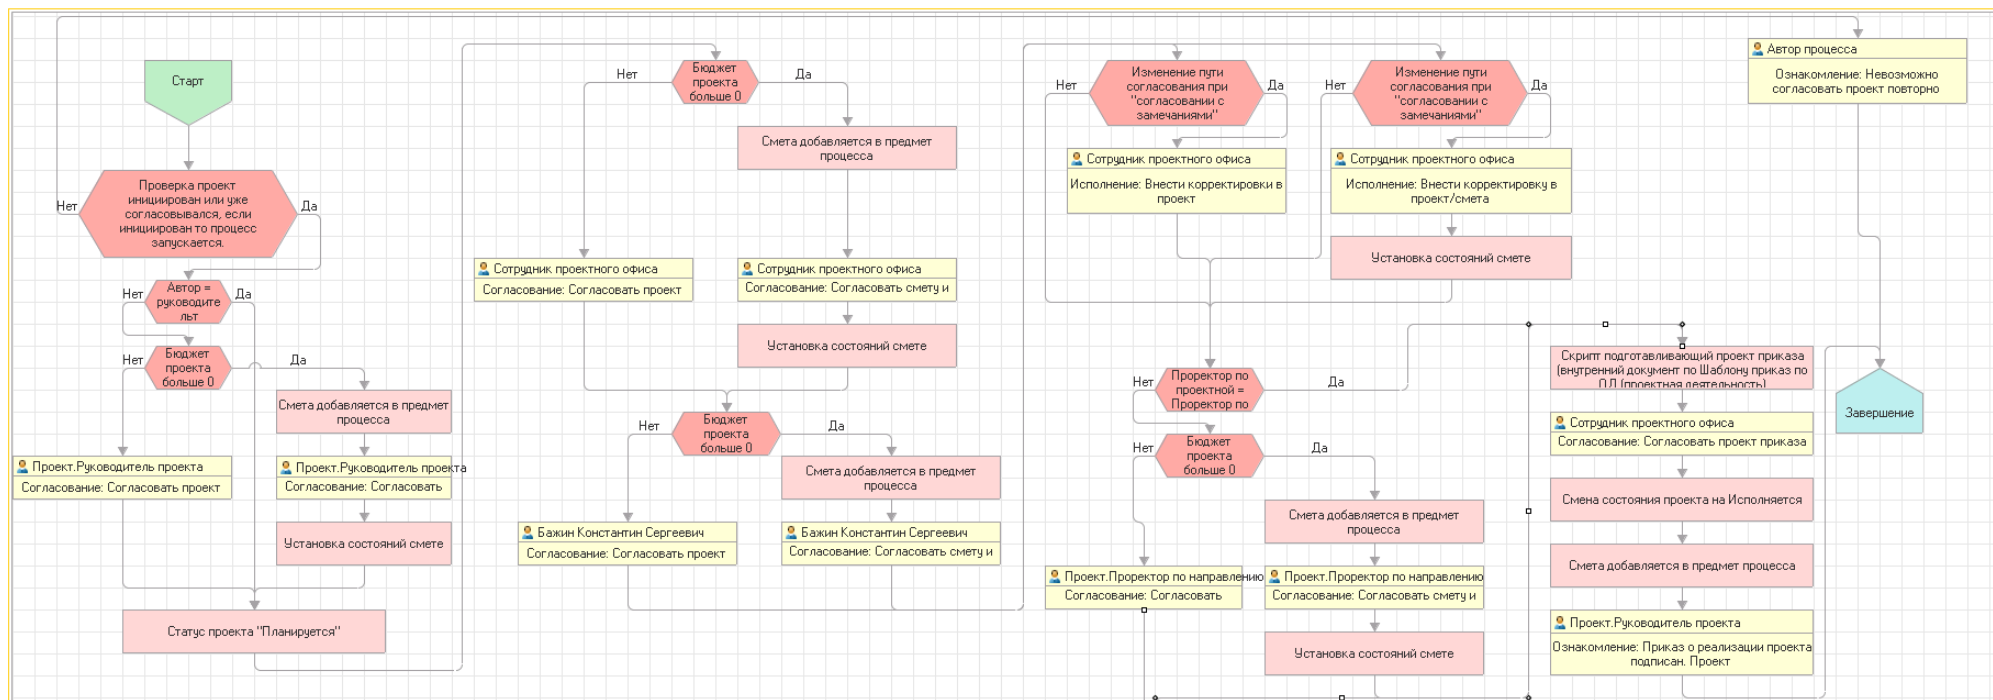 Старт
Проверка проект
инициирован или уже
согласовывался, если
инициирован то процесс
запускается.
Нет
Да
Автор =
руководите
льт
Нет
Да
Бюджет
проекта
больше 0
Нет
Да
Смета добавляется в предмет
процесса
Проект.Руководитель проекта
Согласование: Согласовать проект
Проект.Руководитель проекта
Согласование: Согласовать
Установка состояний смете
Статус проекта "Планируется"
Бюджет
проекта
больше 0
Нет
Да
Смета добавляется в предмет
процесса
Сотрудник проектного офиса
Согласование: Согласовать проект
Сотрудник проектного офиса
Согласование: Согласовать смету и
Установка состояний смете
Бюджет
проекта
больше 0
Нет
Да
Смета добавляется в предмет
процесса
Бажин Константин Сергеевич
Согласование: Согласовать проект
Бажин Константин Сергеевич
Согласование: Согласовать смету и
Изменение пути
согласования при
"согласовании с
замечаниями"
Нет
Да
Сотрудник проектного офиса
Исполнение: Внести корректировки в
проект
Изменение пути
согласования при
"согласовании с
замечаниями"
Нет
Да
Сотрудник проектного офиса
Исполнение: Внести корректировку в
проект/смета
Установка состояний смете
Проректор по
проектной =
Проректор по
Нет
Да
Бюджет
проекта
больше 0
Нет
Да
Смета добавляется в предмет
процесса
Проект.Проректор по направлению
Согласование: Согласовать
Проект.Проректор по направлению
Согласование: Согласовать смету и
Установка состояний смете
Скрипт подготавливающий проект приказа
(внутренний документ по Шаблону приказ по
ОД (проектная деятельность)
Сотрудник проектного офиса
Согласование: Согласовать проект приказа
Смена состояния проекта на Исполняется
Смета добавляется в предмет процесса
Проект.Руководитель проекта
Ознакомление: Приказ о реализации проекта
подписан. Проект
Автор процесса
Ознакомление: Невозможно
согласовать проект повторно
Завершение